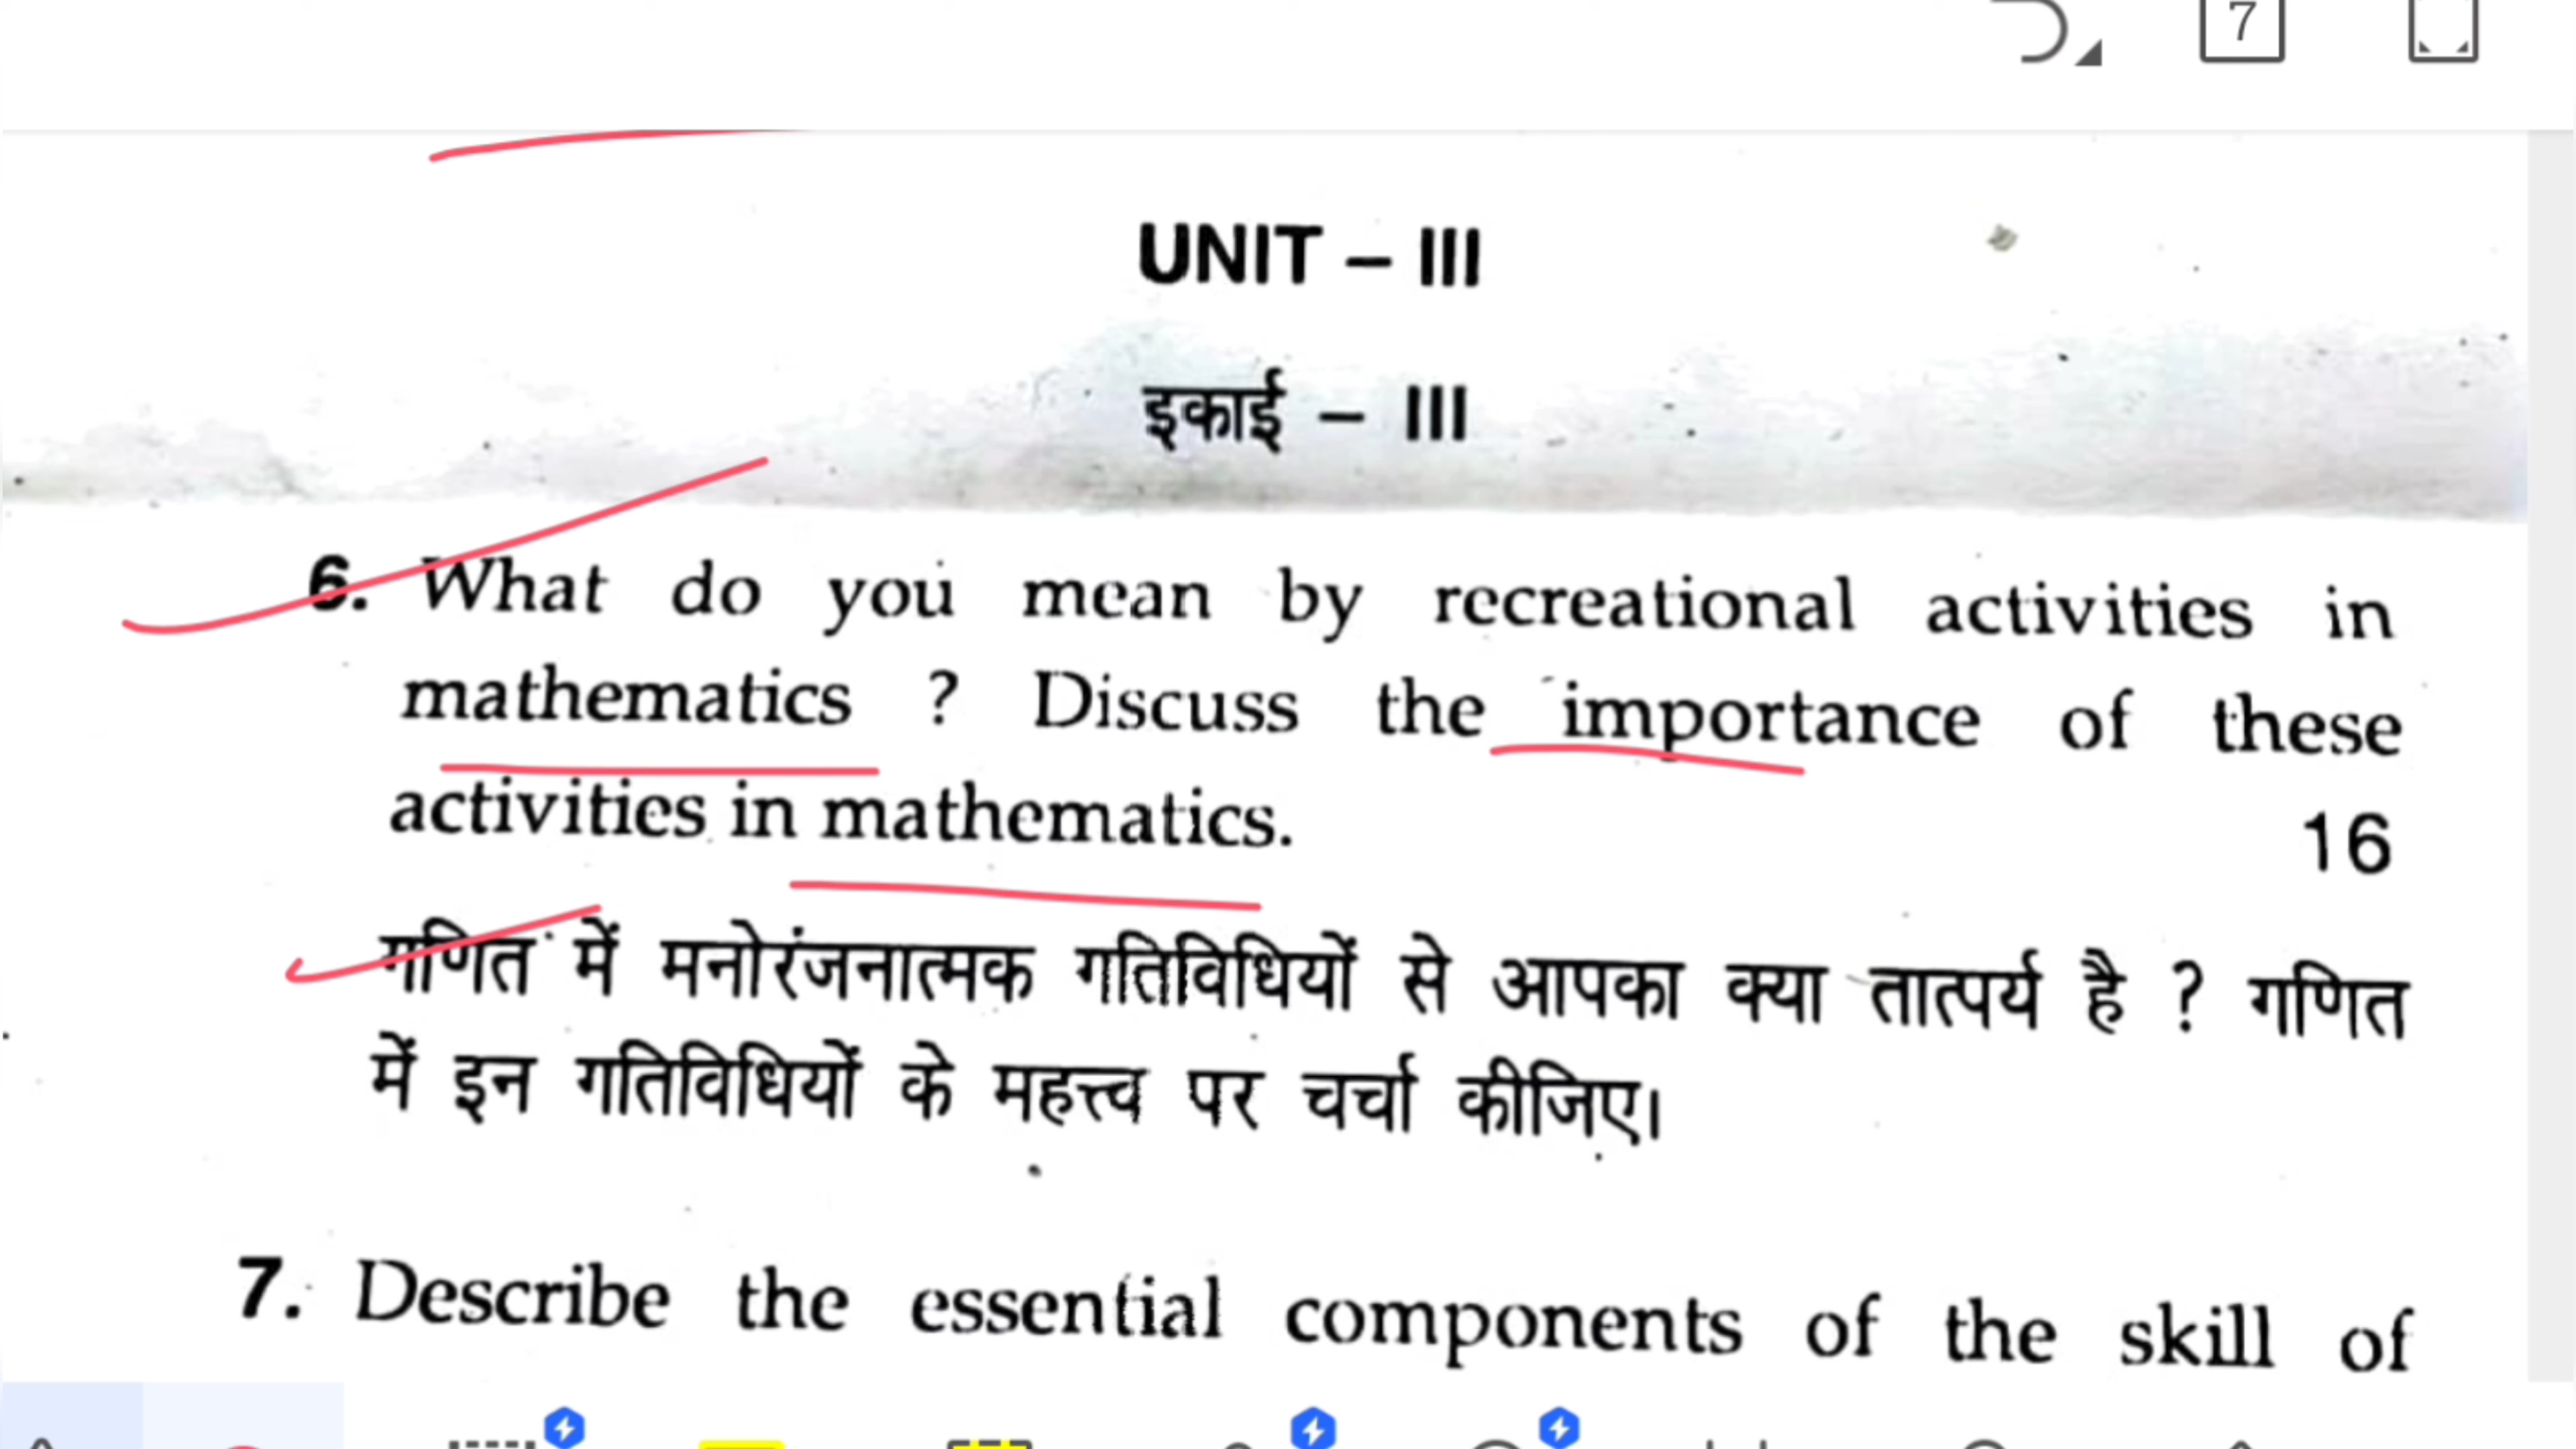 7
UNIT – III
इकाई – III
6. What do you mean by recreational activities in
mathematics ? Discuss the importance of these
activities in mathematics.
16
गणित में मनोरंजनात्मक गतिविधियों से आपका क्या तात्पर्य है ? गणित
में इन गतिविधियों के महत्त्व पर चर्चा कीजिए।
7. Describe the essential components of the skill of